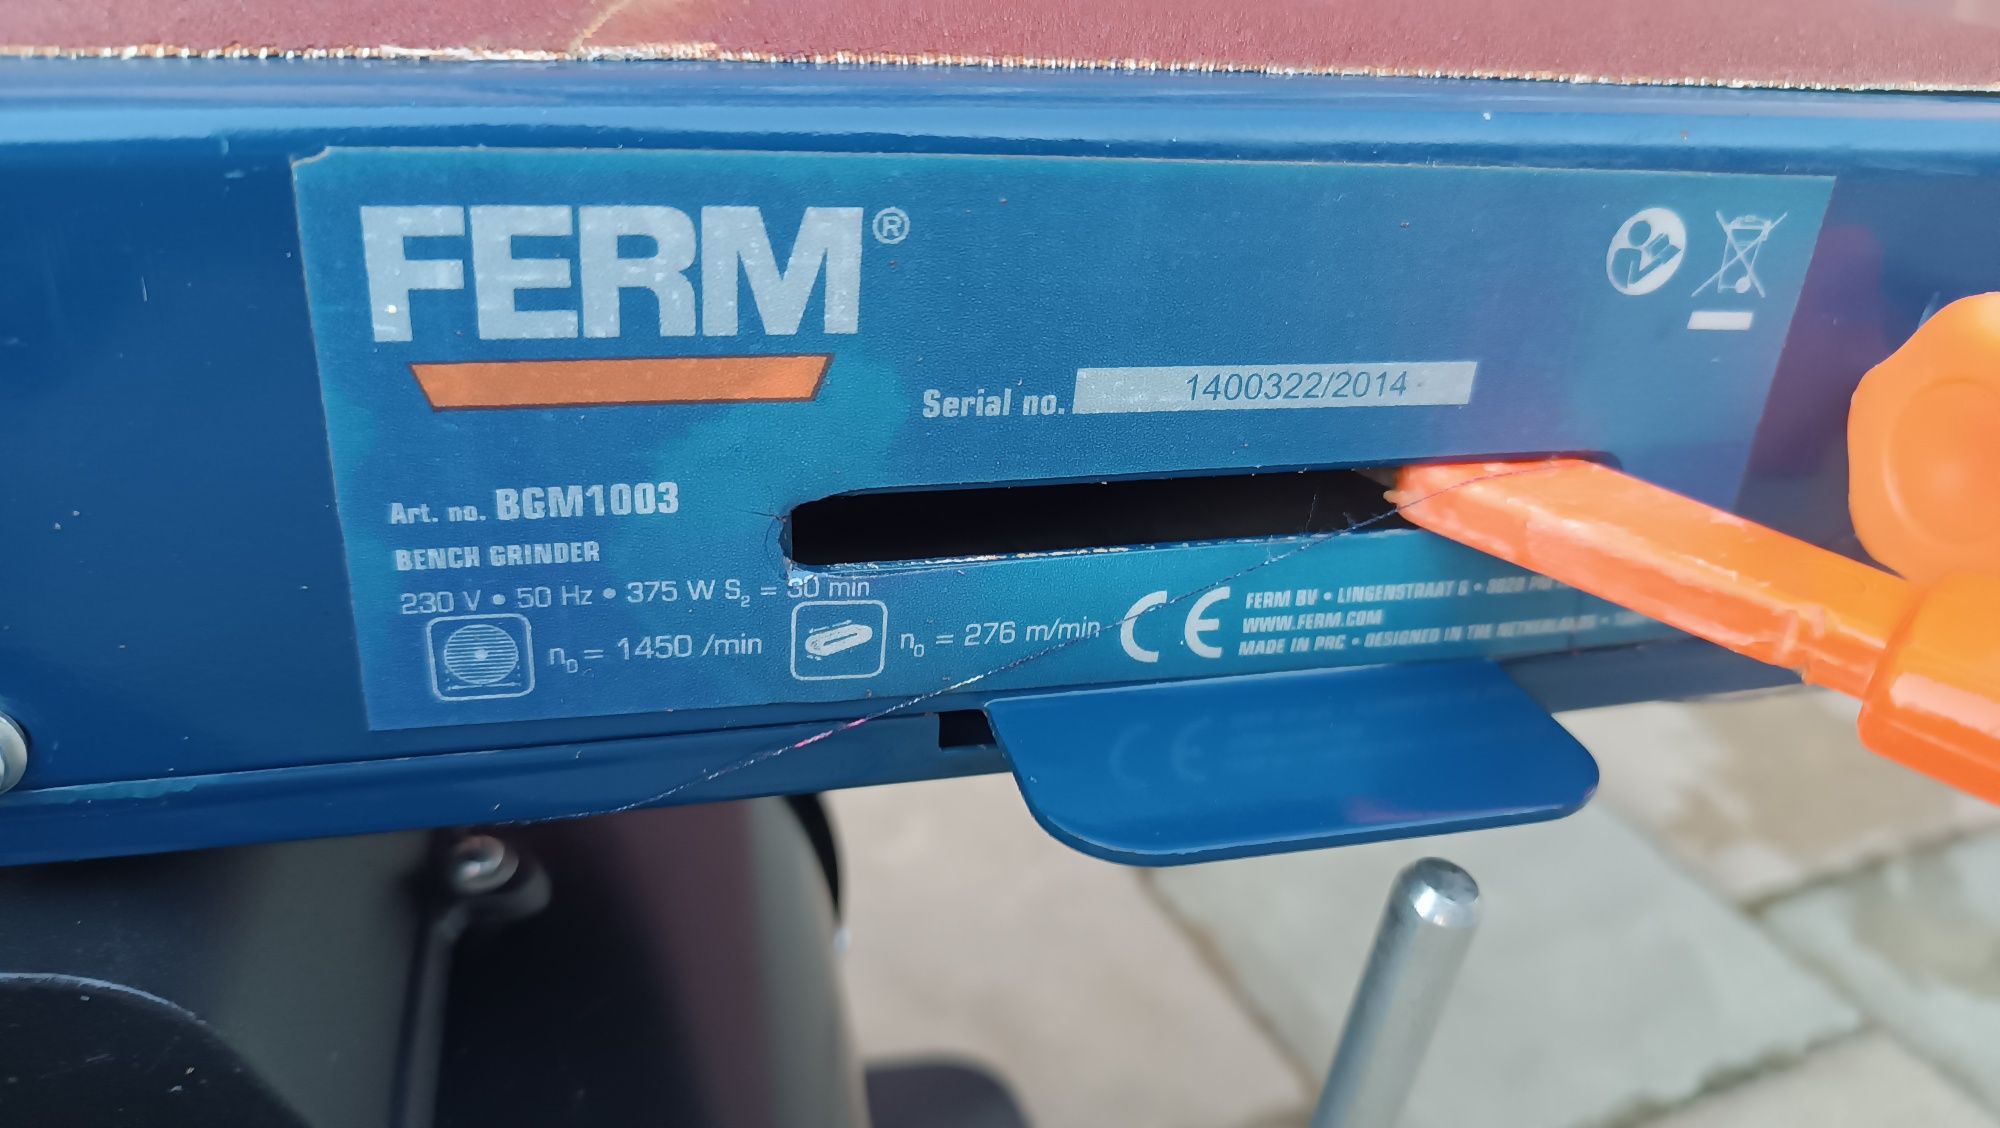 FERM®
Serial no. 1400322/2014
Art. no. BGM1003
BENCH GRINDER
230 V • 50 Hz • 375 W S2 = 30 min
n0 = 1450 /min
n0 = 276 m/min
CE
FERM BV • LINGENSTRAAT 6 •
WWW.FERM.COM
MADE IN PRC • DESIGNED IN THE NETHERLANDS